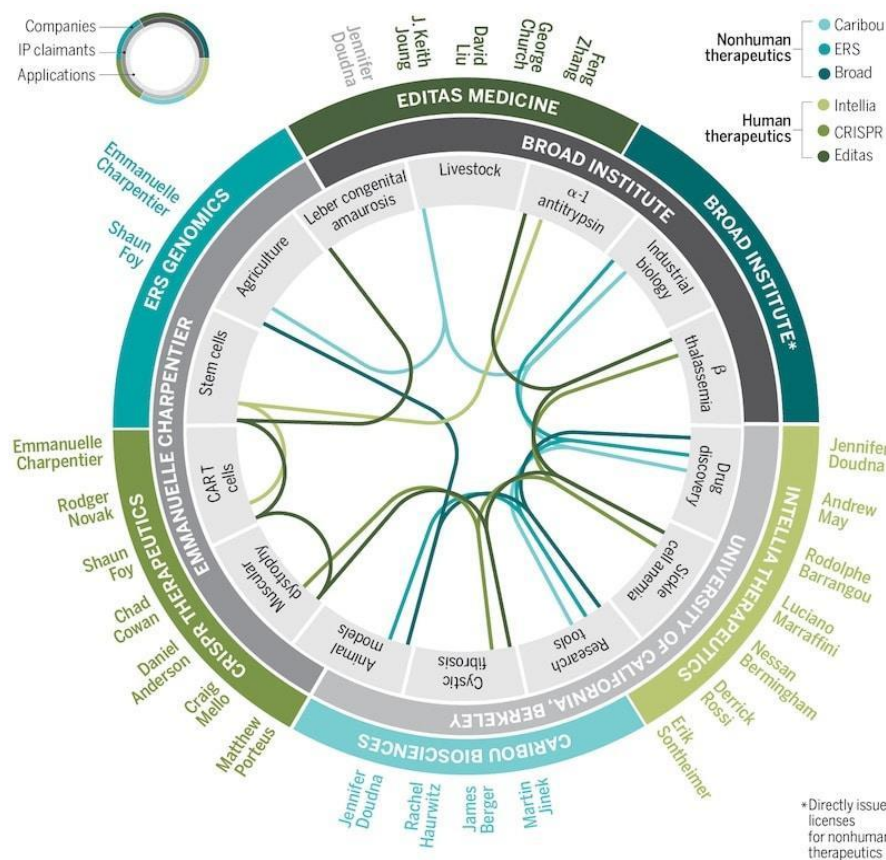 Companies
IP claimants
Applications
Nonhuman
therapeutics
Caribou
ERS
Broad
Human
therapeutics
Intellia
CRISPR
Editas
Jennifer
Doudna
J. Keith
Joung
David
Liu
George
Church
Feng
Zhang
Emmanuelle
Charpentier
Shaun
Foy
EDITAS MEDICINE
BROAD INSTITUTE
BROAD INSTITUTE*
ERS GENOMICS
EMMANUELLE CHARPENTIER
Livestock
α-1
antitrypsin
Industrial
biology
β
thalassemia
Drug
discovery
Sickle
cell anemia
Research
tools
Cystic
fibrosis
Animal
models
Muscular
dystrophy
CAR T
cells
Stem cells
Agriculture
Leber congenital
amaurosis
Emmanuelle
Charpentier
Rodger
Novak
Shaun
Foy
Chad
Cowan
Daniel
Anderson
Craig
Mello
Matthew
Porteus
CRISPR THERAPEUTICS
UNIVERSITY OF CALIFORNIA, BERKELEY
INTELLIA THERAPEUTICS
Jennifer
Doudna
Andrew
May
Rodolphe
Barrangou
Luciano
Marraffini
Nessan
Bermingham
Derrick
Rossi
Erik
Sontheimer
CARIBOU BIOSCIENCES
Jennifer
Doudna
Rachel
Haurwitz
James
Berger
Martin
Jinek
*Directly issue
licenses
for nonhuman
therapeutics